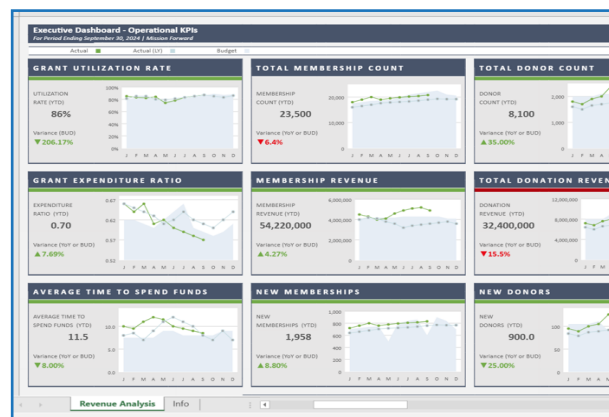 Executive Dashboard - Operational KPIs
For Period Ending September 30, 2024 | Mission Forward
Actual Actual (LY) Budget
GRANT UTILIZATION RATE
UTILIZATION
RATE (YTD)
86%
Variance (BUD)
▼206.17%
100%
80%
60%
40%
20%
0%
J F M A M J J A S O N D
TOTAL MEMBERSHIP COUNT
MEMBERSHIP
COUNT (YTD)
23,500
Variance (BUD)
▼6.4%
20,000
10,000
0
J F M A M J J A S O N D
TOTAL DONOR COUNT
DONOR
COUNT (YTD)
8,100
Variance (BUD)
▲35.00%
2,000
1,000
0
J F M A M J J
GRANT EXPENDITURE RATIO
EXPENDITURE
RATIO (YTD)
0.70
Variance (BUD)
▲7.69%
0.67
0.62
0.57
0.52
J F M A M J J A S O N D
MEMBERSHIP REVENUE
MEMBERSHIP
REVENUE (YTD)
54,220,000
Variance (YoY or BUD)
▲4.27%
6,000,000
4,000,000
2,000,000
0
J F M A M J J A S O N D
TOTAL DONATION REVEN
DONATION
REVENUE (YTD)
32,400,000
Variance (YoY or BUD)
▼15.5%
12,000,000
8,000,000
4,000,000
0
J F M A M
AVERAGE TIME TO SPEND FUNDS
AVERAGE TIME TO
SPEND FUNDS (YTD)
11.5
Variance (YoY or BUD)
▼8.00%
10.0
5.0
0.0
J F M A M J J A S O N D
NEW MEMBERSHIPS
NEW
MEMBERSHIPS (YTD)
1,958
Variance (YoY or BUD)
▲8.80%
1,000
800
600
400
200
0
J F M A M J J A S O N D
NEW DONORS
NEW
DONORS (YTD)
900.0
Variance (YoY or BUD)
▼25.00%
100
50
0
J F M A M J
Revenue Analysis Info